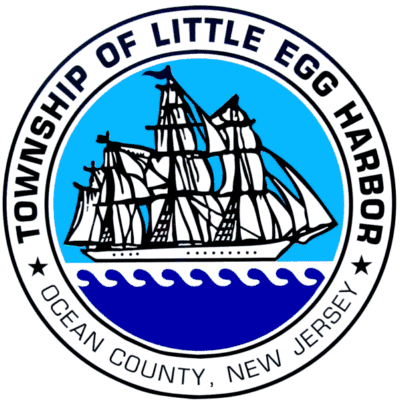 TOWNSHIP OF LITTLE EGG HARBOR
OCEAN COUNTY, NEW JERSEY